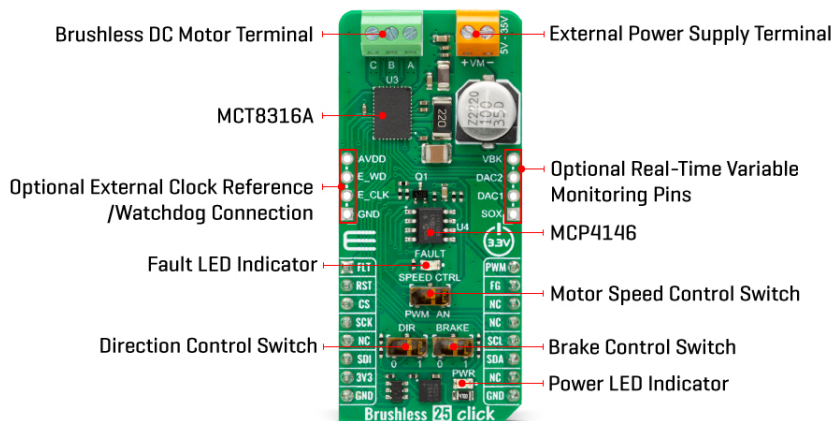 Brushless DC Motor Terminal
External Power Supply Terminal
5V - 35V
C B A
+VM-
U3
MCT8316A
220
Z2220
100
35D
AVDD
E_WD
E_CLK
GND
Q1
VBK
DAC2
DAC1
SOX
Optional External Clock Reference
/Watchdog Connection
Optional Real-Time Variable
Monitoring Pins
U4
MCP4146
3.3V
FAULT
Fault LED Indicator
SPEED CTRL
PWM AN
Motor Speed Control Switch
FLT
RST
CS
SCK
NC
SDI
3V3
GND
PWM
FG
NC
NC
SCL
SDA
NC
GND
DIR BRAKE
0 1 0 1
Direction Control Switch
Brake Control Switch
PWR
Power LED Indicator
Brushless 25 click